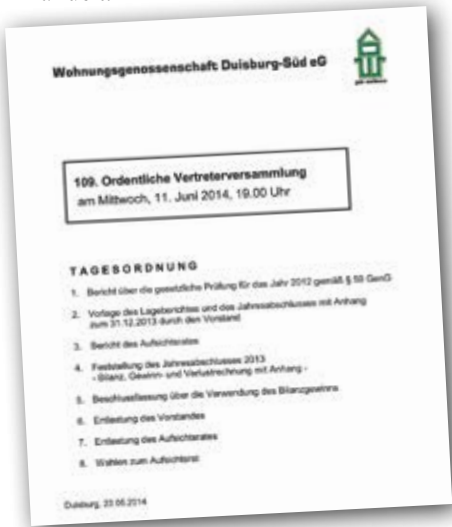 Wohnungsgenossenschaft Duisburg-Süd eG
109. Ordentliche Vertreterversammlung
am Mittwoch, 11. Juni 2014, 19.00 Uhr
TAGESORDNUNG
1. Bericht über die gesetzliche Prüfung für das Jahr 2012 gemäß § 59 GenG
2. Vorlage des Lageberichtes und des Jahresabschlusses mit Anhang
zum 31.12.2013 durch den Vorstand
3. Bericht des Aufsichtsrates
4. Feststellung des Jahresabschlusses 2013
- Bilanz, Gewinn- und Verlustrechnung mit Anhang -
5. Beschlussfassung über die Verwendung des Bilanzgewinns
6. Entlastung des Vorstandes
7. Entlastung des Aufsichtsrates
8. Wahlen zum Aufsichtsrat
Duisburg, 23.05.2014